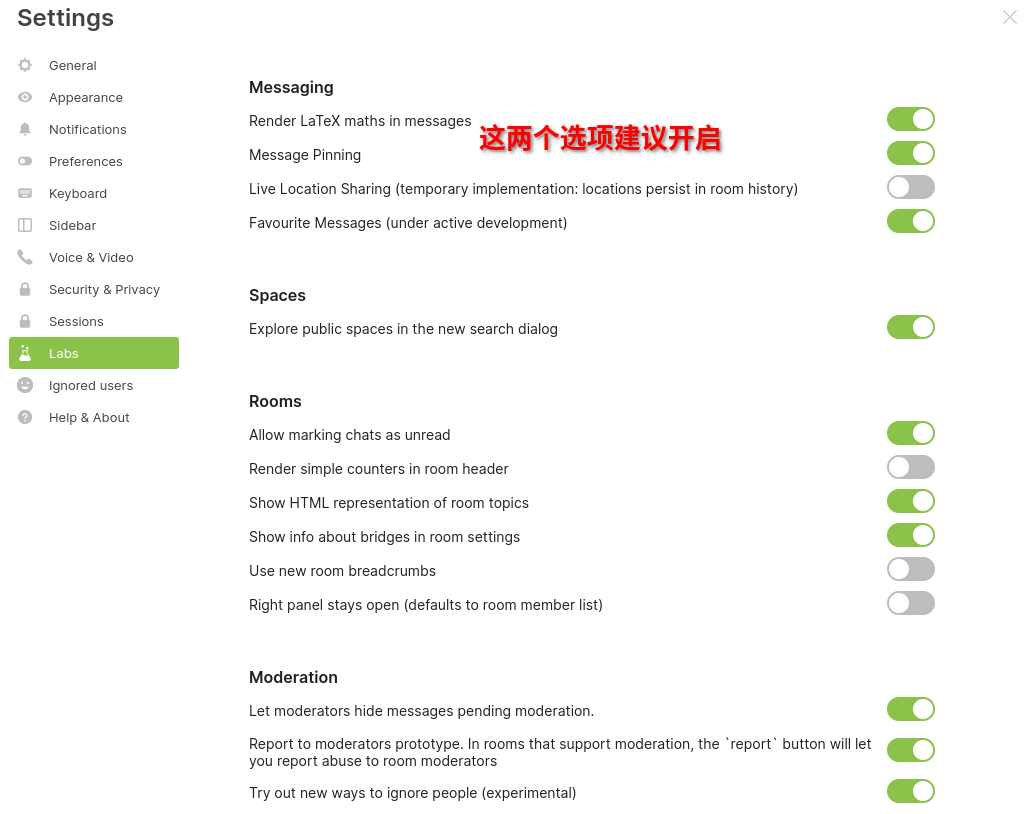 Settings
General
Appearance
Notifications
Preferences
Keyboard
Sidebar
Voice & Video
Security & Privacy
Sessions
Labs
Ignored users
Help & About
Messaging
Render LaTeX maths in messages
这两个选项建议开启
Message Pinning
Live Location Sharing (temporary implementation: locations persist in room history)
Favourite Messages (under active development)
Spaces
Explore public spaces in the new search dialog
Rooms
Allow marking chats as unread
Render simple counters in room header
Show HTML representation of room topics
Show info about bridges in room settings
Use new room breadcrumbs
Right panel stays open (defaults to room member list)
Moderation
Let moderators hide messages pending moderation.
Report to moderators prototype. In rooms that support moderation, the `report` button will let
you report abuse to room moderators
Try out new ways to ignore people (experimental)